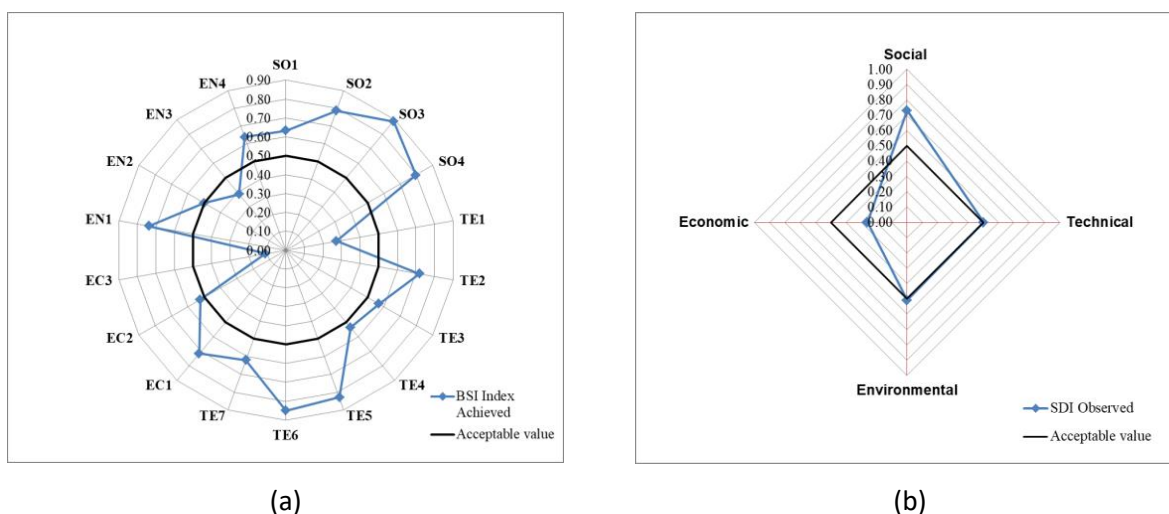 SO1
SO2
SO3
SO4
TE1
TE2
TE3
TE4
TE5
TE6
TE7
EC1
EC2
EC3
EN1
EN2
EN3
EN4
0.90
0.80
0.70
0.60
0.50
0.40
0.30
0.20
0.10
0.00
BSI Index
Achieved
Acceptable value
(a)
Social
Technical
Environmental
Economic
1.00
0.90
0.80
0.70
0.60
0.50
0.40
0.30
0.20
0.10
0.00
SDI Observed
Acceptable value
(b)